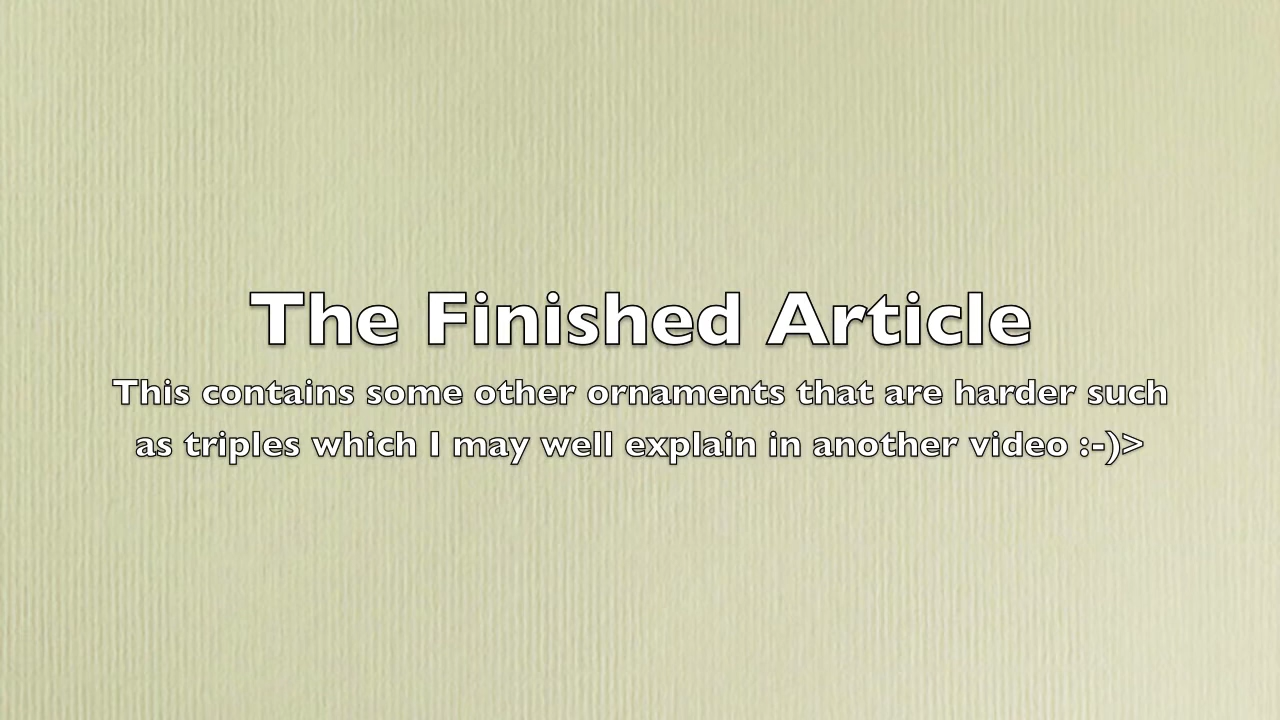 The Finished Article
This contains some other ornaments that are harder such
as triples which I may well explain in another video :-)>